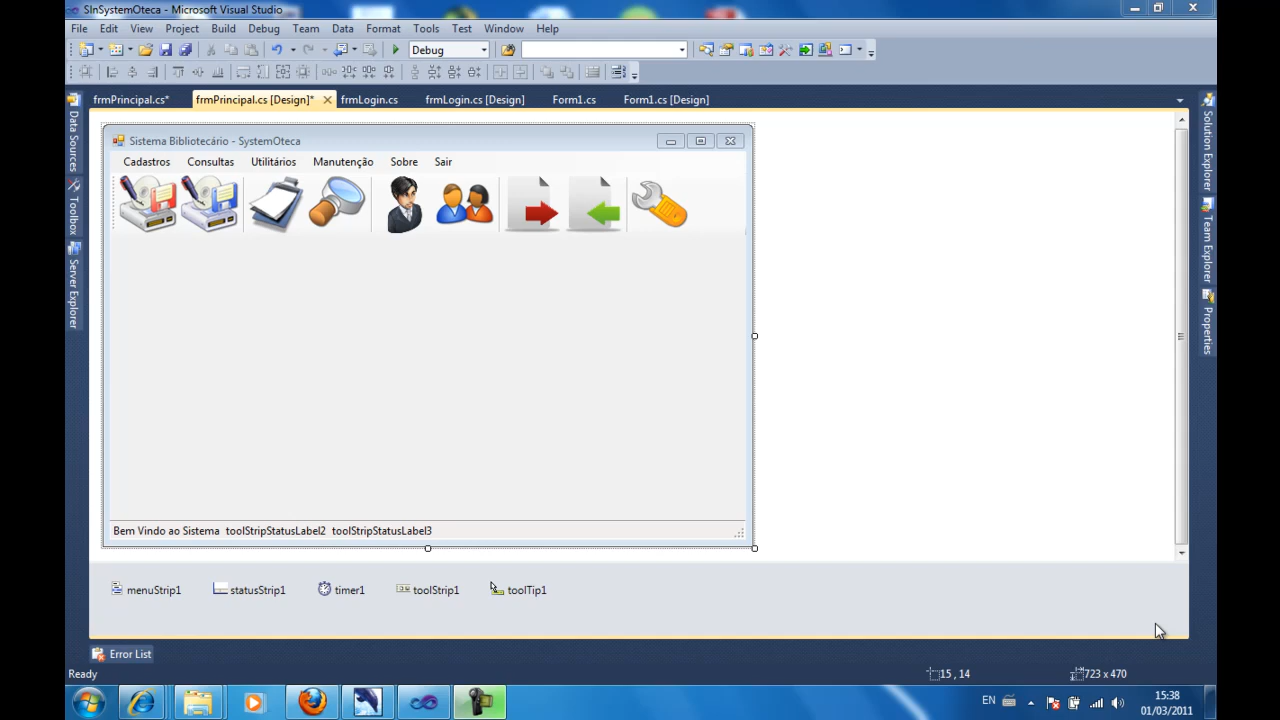 SInSystemOteca - Microsoft Visual Studio
File Edit View Project Build Debug Team Data Format Tools Test Window Help
Debug
frmPrincipal.cs* frmPrincipal.cs [Design]* frmLogin.cs frmLogin.cs [Design] Form1.cs Form1.cs [Design]
Data Sources
Toolbox
Server Explorer
Sistema Bibliotecário - SystemOteca
Cadastros Consultas Utilitários Manutenção Sobre Sair
Bem Vindo ao Sistema toolStripStatusLabel2 toolStripStatusLabel3
menuStrip1 statusStrip1 timer1 toolStrip1 toolTip1
Solution Explorer
Team Explorer
Properties
Error List
Ready 15 , 14 723 x 470
EN 15:38
01/03/2011